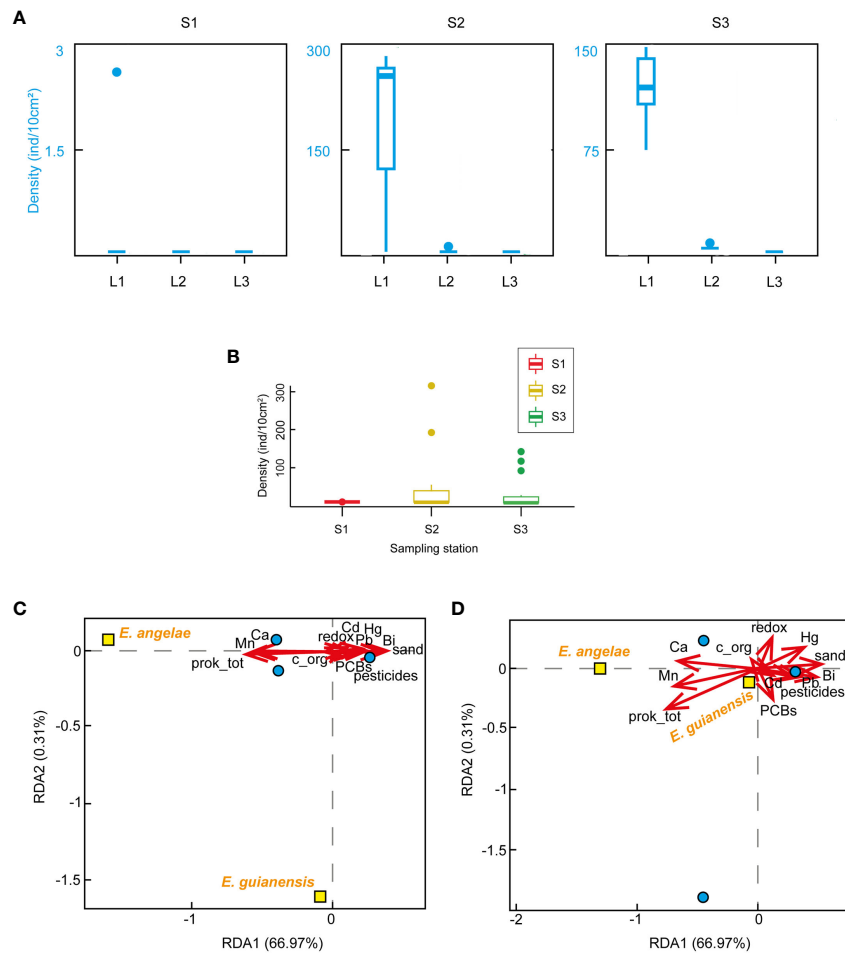 A
S1
S2
S3
Density (ind/10cm²)
3
1.5
L1 L2 L3
300
150
L1 L2 L3
150
75
L1 L2 L3
B
S1
S2
S3
Density (ind/10cm²)
300
200
100
S1 S2 S3
Sampling station
C
E. angelae
Ca
Mn
prok_tot
Cd Hg
redox Pb Bi
sand
c_org
PCBs
pesticides
E. guianensis
RDA2 (0.31%)
0
-0.5
-1
-1.5
-1 0
RDA1 (66.97%)
D
redox
Hg
c_org
sand
Ca
E. angelae
Bi
Mn
Cd Pb
pesticides
prok_tot
PCBs
E. guianensis
RDA2 (0.31%)
0
-0.5
-1
-1.5
-2 -1 0
RDA1 (66.97%)